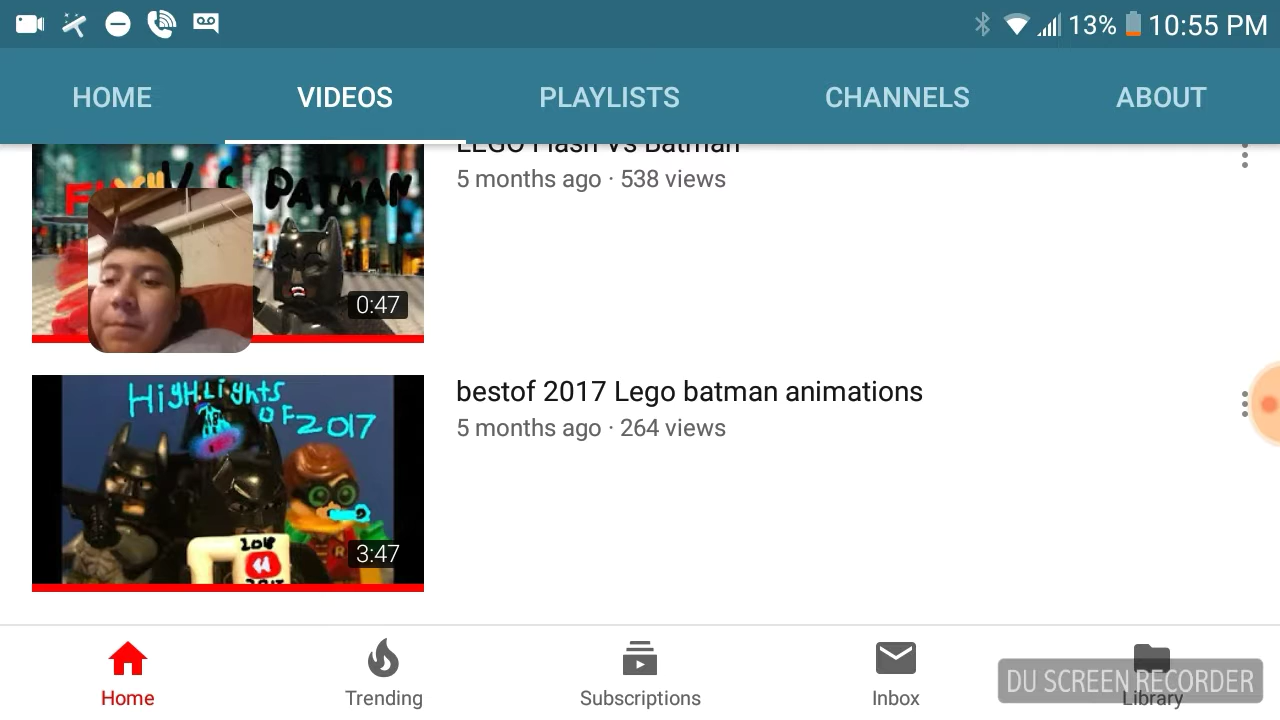 13% 10:55 PM
HOME VIDEOS PLAYLISTS CHANNELS ABOUT
LEGO Flash Vs Batman
5 months ago · 538 views
BATMAN
0:47
bestof 2017 Lego batman animations
5 months ago · 264 views
HigHLights
OF 2017
2018
3:47
Home Trending Subscriptions Inbox Library
DU SCREEN RECORDER